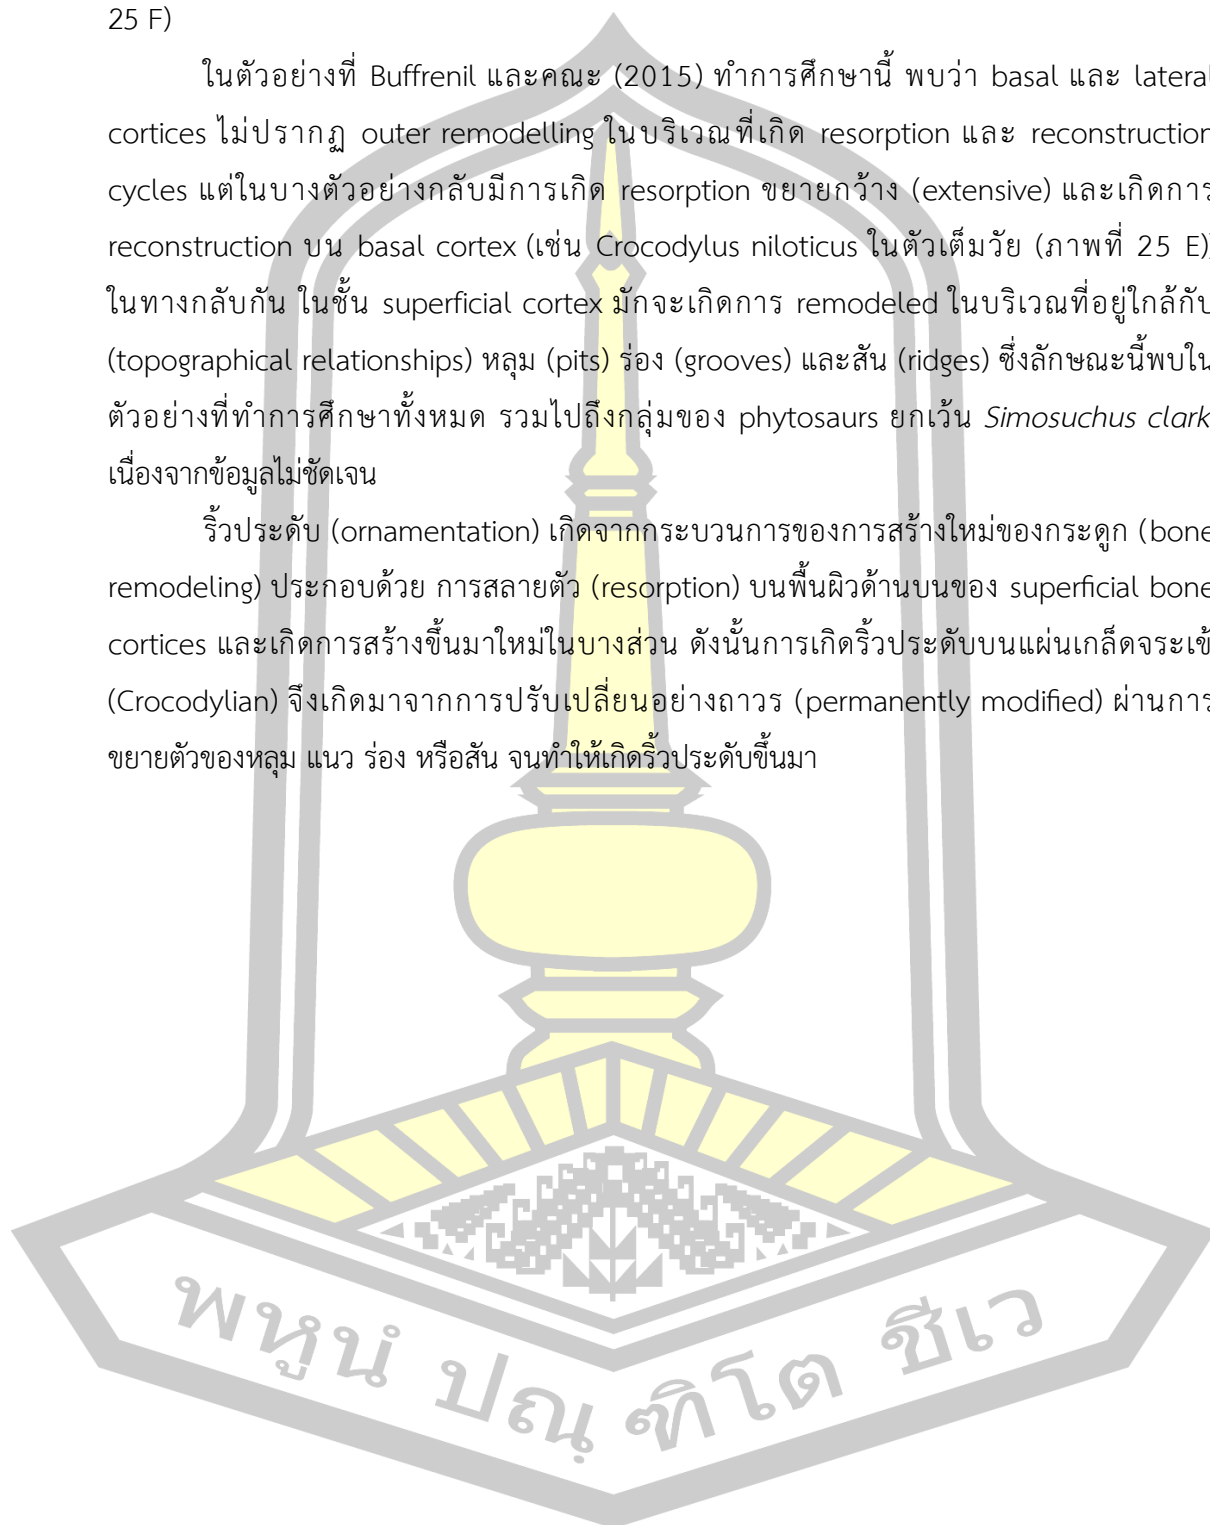 25 F)
ในตัวอย่างที่ Buffrenil และคณะ (2015) ทำการศึกษานี้ พบว่า basal และ lateral
cortices ไม่ปรากฏ outer remodelling ในบริเวณที่เกิด resorption และ reconstruction
cycles แต่ในบางตัวอย่างกลับมีการเกิด resorption ขยายกว้าง (extensive) และเกิดการ
reconstruction บน basal cortex (เช่น Crocodylus niloticus ในตัวเต็มวัย (ภาพที่ 25 E))
ในทางกลับกัน ในชั้น superficial cortex มักจะเกิดการ remodeled ในบริเวณที่อยู่ใกล้กับ
(topographical relationships) หลุม (pits) ร่อง (grooves) และสัน (ridges) ซึ่งลักษณะนี้พบใน
ตัวอย่างที่ทำการศึกษาทั้งหมด รวมไปถึงกลุ่มของ phytosaurs ยกเว้น Simosuchus clark
เนื่องจากข้อมูลไม่ชัดเจน
ริ้วประดับ (ornamentation) เกิดจากกระบวนการของการสร้างใหม่ของกระดูก (bone
remodeling) ประกอบด้วย การสลายตัว (resorption) บนพื้นผิวด้านบนของ superficial bone
cortices และเกิดการสร้างขึ้นมาใหม่ในบางส่วน ดังนั้นการเกิดริ้วประดับบนแผ่นเกล็ดจระเข้
(Crocodylian) จึงเกิดมาจากการปรับเปลี่ยนอย่างถาวร (permanently modified) ผ่านการ
ขยายตัวของหลุม แนว ร่อง หรือสัน จนทำให้เกิดริ้วประดับขึ้นมา
พหูนํ ปณฺฑิโต ชีเว